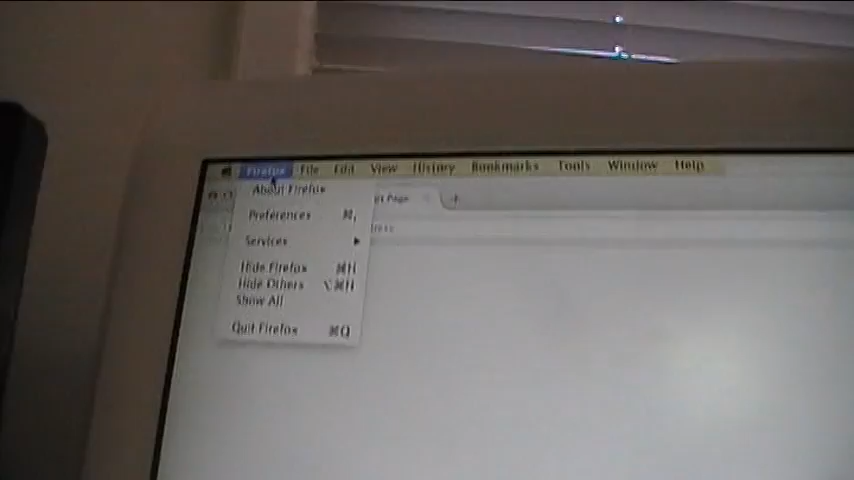 Firefox File Edit View History Bookmarks Tools Window Help
About Firefox
Page +
Preferences ⌘,
Services ▶
Hide Firefox ⌘H
Hide Others ⌥⌘H
Show All
Quit Firefox ⌘Q